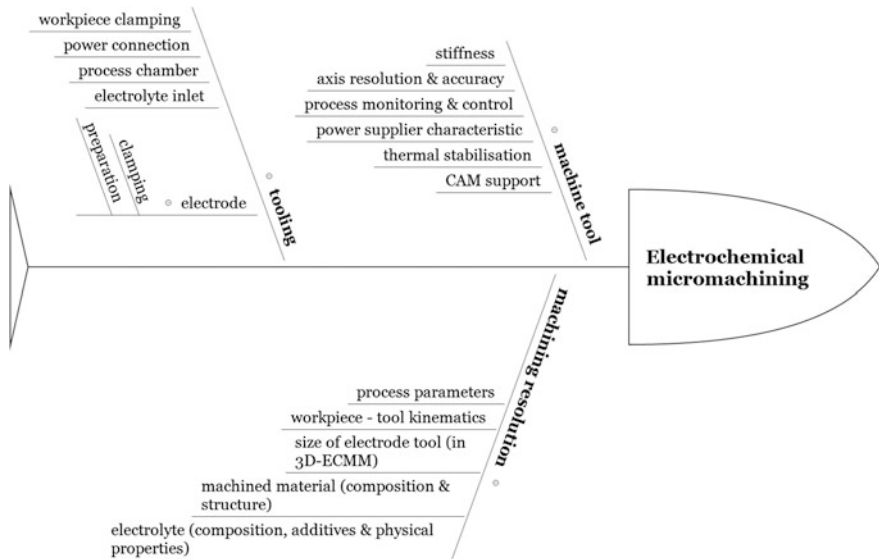 workpiece clamping
power connection
process chamber
electrolyte inlet
preparation
clamping
electrode
tooling
stiffness
axis resolution & accuracy
process monitoring & control
power supplier characteristic
thermal stabilisation
CAM support
machine tool
Electrochemical
micromachining
machining resolution
process parameters
workpiece - tool kinematics
size of electrode tool (in
3D-ECMM)
machined material (composition &
structure)
electrolyte (composition, additives & physical
properties)